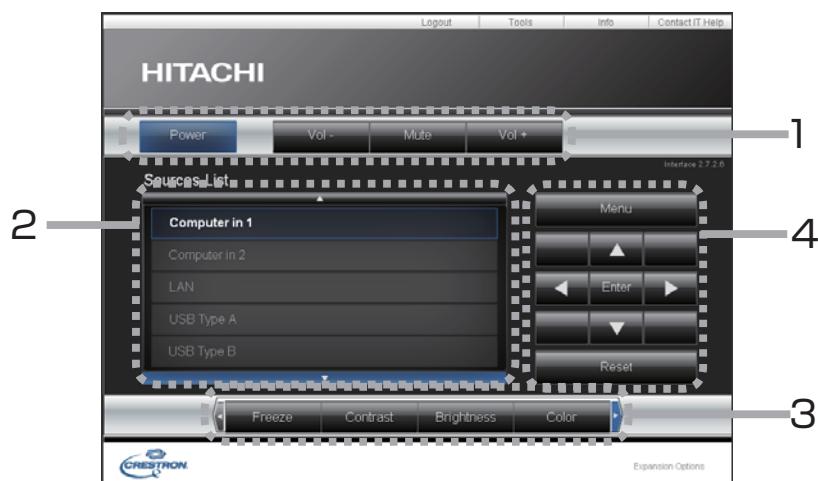 Logout Tools Info Contact IT Help
HITACHI
Power Vol - Mute Vol +
1
Interface 2.7.2.6
Sources List
2
Computer in 1
Computer in 2
LAN
USB Type A
USB Type B
Menu
Enter
Reset
4
Freeze Contrast Brightness Color
3
CRESTRON
Expansion Options